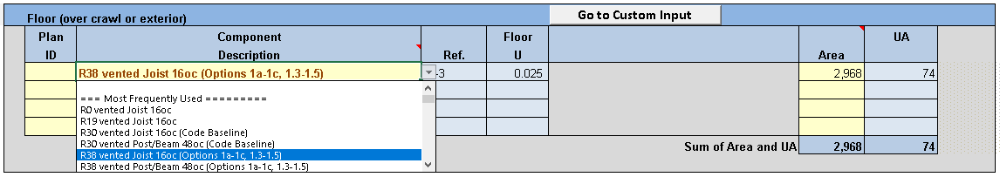 Floor (over crawl or exterior)
Go to Custom Input
Plan ID
Component Description
Ref.
Floor U
Area
UA
R38 vented Joist 16oc (Options 1a-1c, 1.3-1.5)
-3
0.025
2,968
74
=== Most Frequently Used =========
R0 vented Joist 16oc
R19 vented Joist 16oc
R30 vented Joist 16oc (Code Baseline)
R30 vented Post/Beam 48oc (Code Baseline)
R38 vented Joist 16oc (Options 1a-1c, 1.3-1.5)
R38 vented Post/Beam 48oc (Options 1a-1c, 1.3-1.5)
Sum of Area and UA
2,968
74